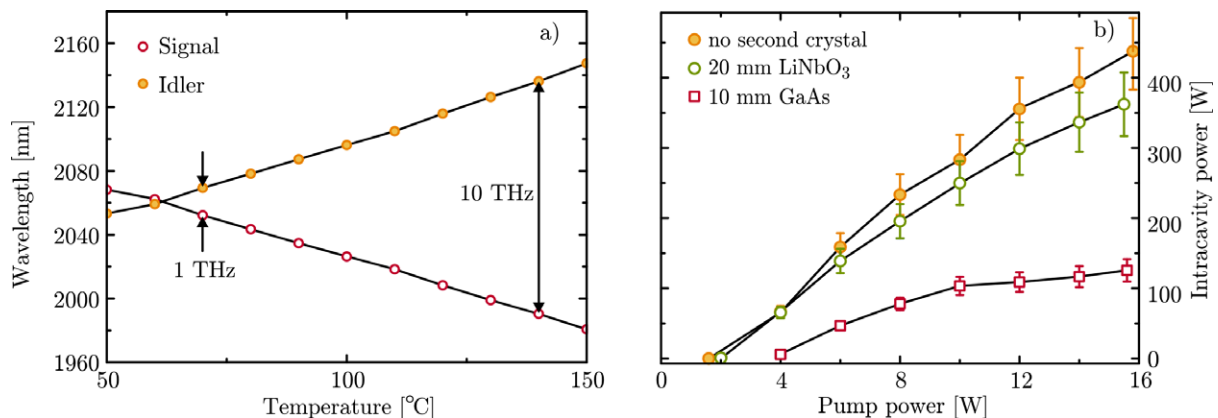 a)
Signal
Idler
1 THz
10 THz
2160
2120
2080
2040
2000
1960
Wavelength [nm]
50
100
150
Temperature [°C]
b)
no second crystal
20 mm LiNbO₃
10 mm GaAs
400
300
200
100
0
Intracavity power [W]
0
4
8
12
16
Pump power [W]